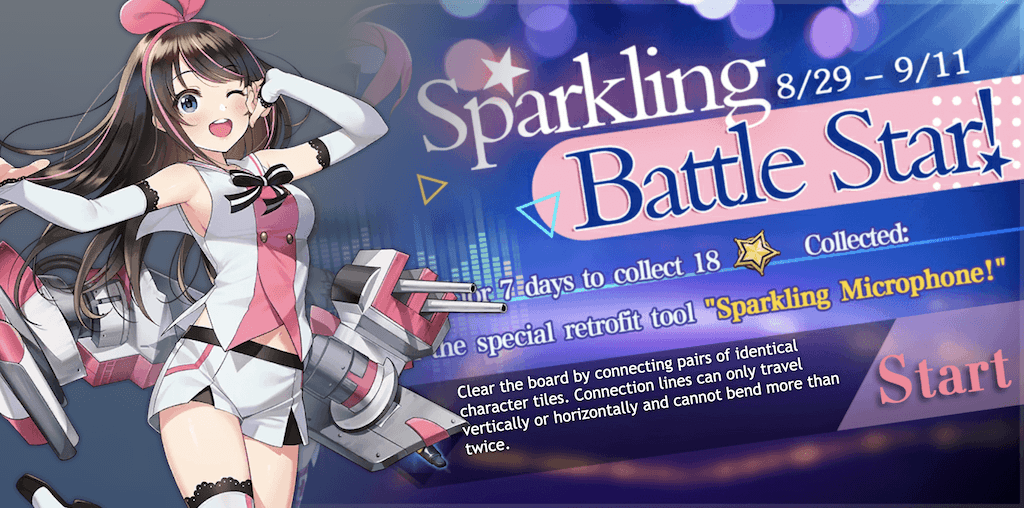 Sparkling
8/29 – 9/11
Battle Star!
7 days to collect 18 Collected:
the special retrofit tool "Sparkling Microphone!"
Clear the board by connecting pairs of identical
character tiles. Connection lines can only travel
vertically or horizontally and cannot bend more than
twice.
Start